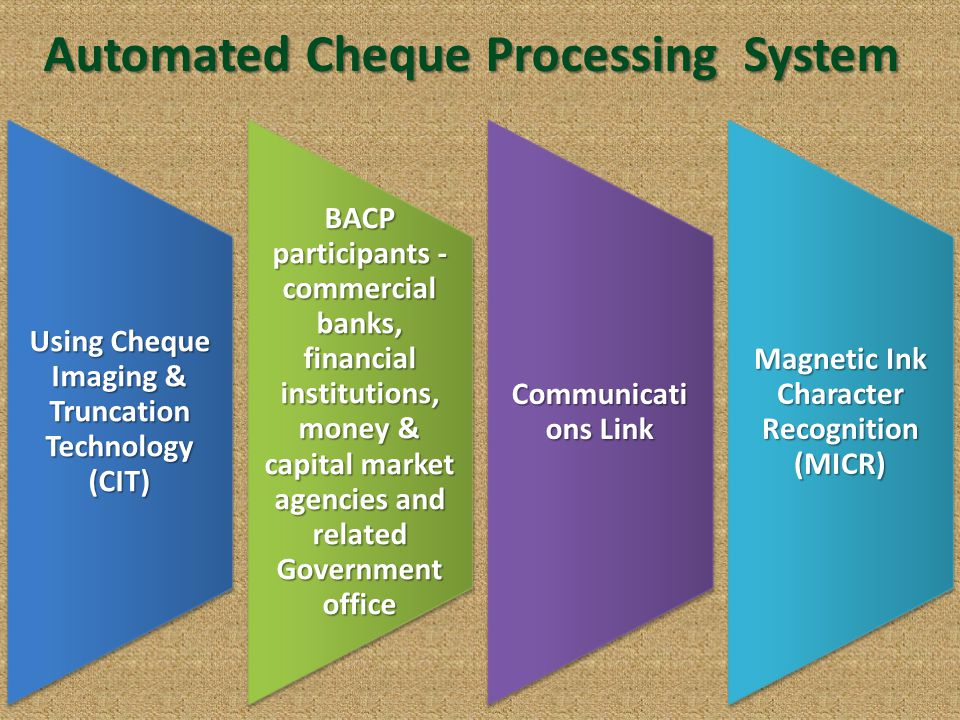 Automated Cheque Processing System
Using Cheque
Imaging &
Truncation
Technology
(CIT)
BACP
participants -
commercial
banks,
financial
institutions,
money &
capital market
agencies and
related
Government
office
Communicati
ons Link
Magnetic Ink
Character
Recognition
(MICR)